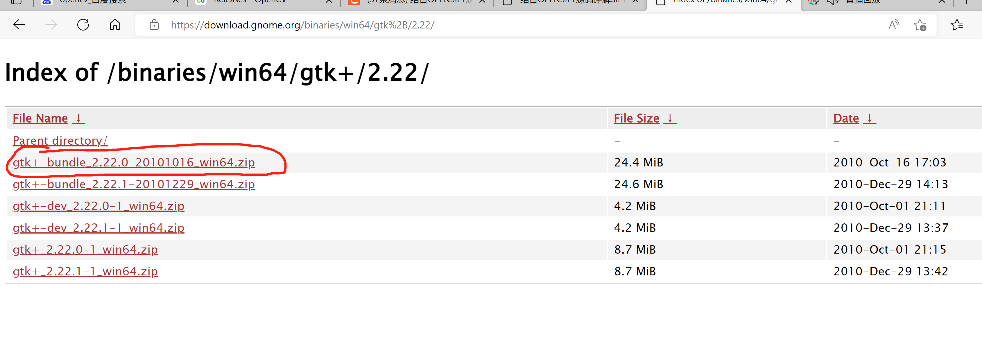 https://download.gnome.org/binaries/win64/gtk%2B/2.22/
Index of /binaries/win64/gtk+/2.22/
File Name ↓ File Size ↓ Date ↓
Parent directory/ - -
gtk+-bundle_2.22.0-20101016_win64.zip 24.4 MiB 2010-Oct-16 17:03
gtk+-bundle_2.22.1-20101229_win64.zip 24.6 MiB 2010-Dec-29 14:13
gtk+-dev_2.22.0-1_win64.zip 4.2 MiB 2010-Oct-01 21:11
gtk+-dev_2.22.1-1_win64.zip 4.2 MiB 2010-Dec-29 13:37
gtk+_2.22.0-1_win64.zip 8.7 MiB 2010-Oct-01 21:15
gtk+_2.22.1-1_win64.zip 8.7 MiB 2010-Dec-29 13:42